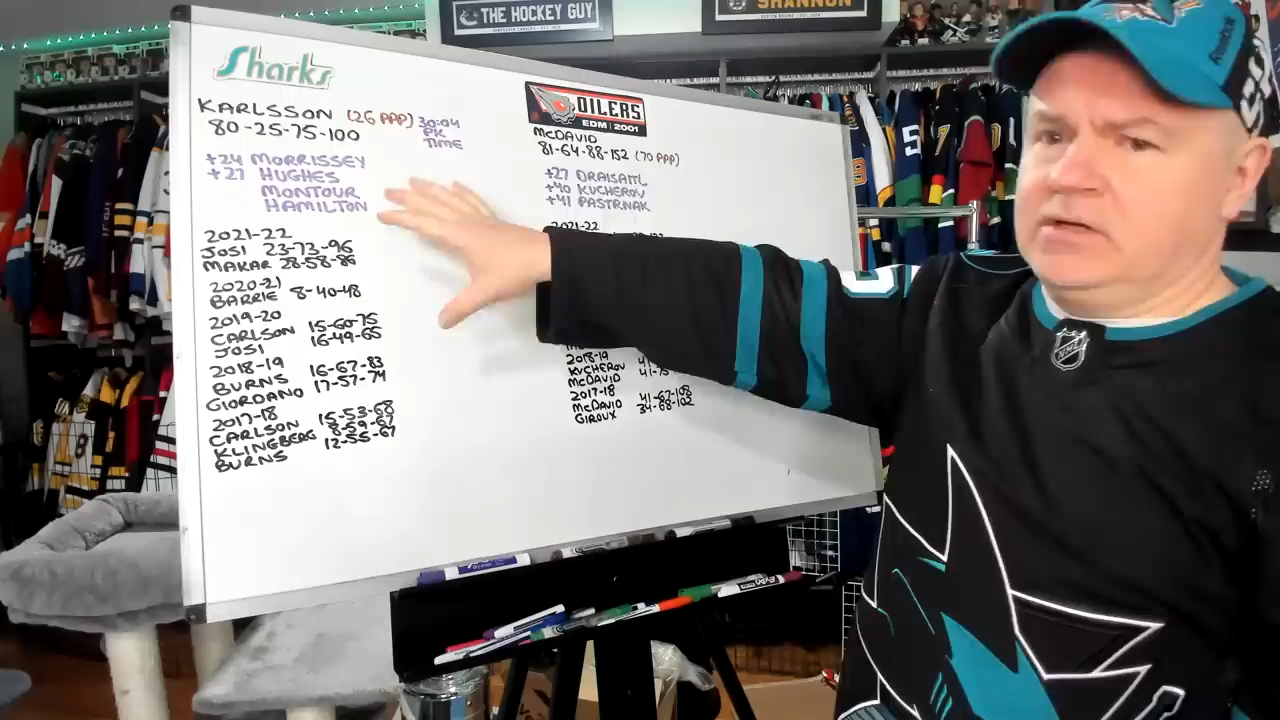 THE HOCKEY GUY
SHANNON
Sharks
KARLSSON (26 PPP)
80-25-75-100
30:04
PK
TIME
+24 MORRISSEY
+27 HUGHES
MONTOUR
HAMILTON
2021-22
JOSI 23-73-96
MAKAR 28-58-86
2020-21
BARRIE 8-40-48
2019-20
CARLSON 15-60-75
JOSI 16-49-65
2018-19
BURNS 16-67-83
GIORDANO 17-57-74
2017-18
CARLSON 15-53-68
KLINGBERG 8-59-67
BURNS 12-55-67
OILERS
EDM | 2001
MCDAVID
81-64-88-152 (70 PPP)
+27 DRAISAITL
+40 KUCHEROV
+41 PASTRNAK
2021-22
2018-19
KUCHEROV
MCDAVID
2017-18
MCDAVID 41-67-108
GIROUX 34-68-102
NHL
5
7
8